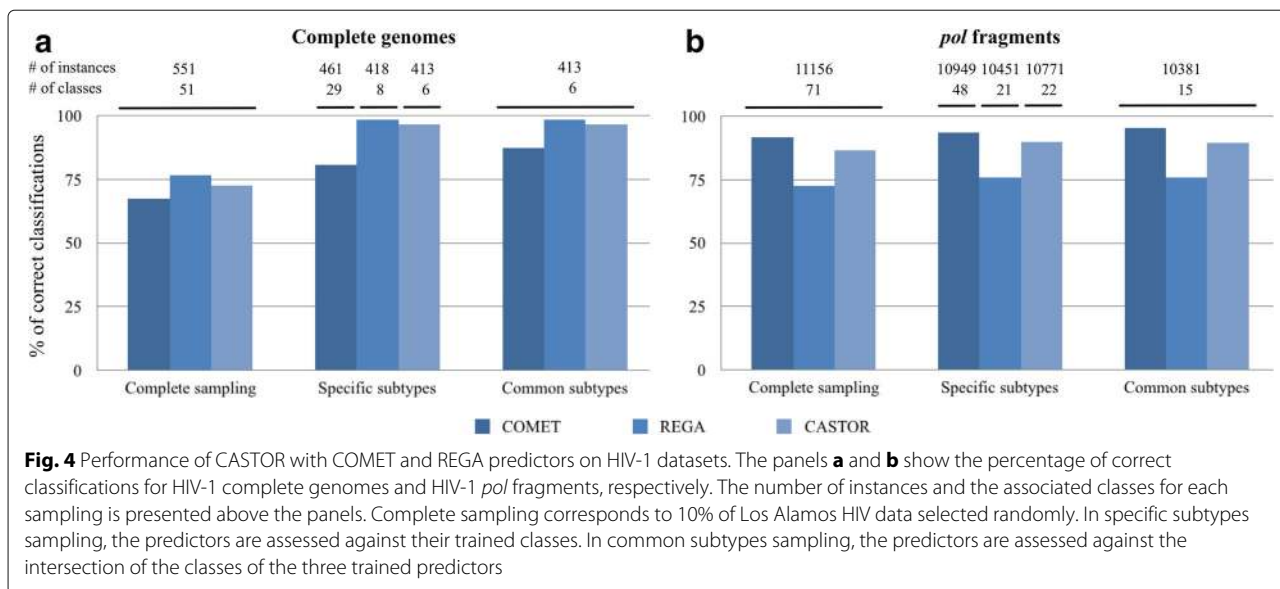 a
Complete genomes
# of instances 551 461 418 413 413
# of classes 51 29 8 6 6
% of correct classifications
100
75
50
25
0
Complete sampling Specific subtypes Common subtypes
b
pol fragments
11156 10949 10451 10771 10381
71 48 21 22 15
100
75
50
25
0
Complete sampling Specific subtypes Common subtypes
COMET REGA CASTOR
Fig. 4 Performance of CASTOR with COMET and REGA predictors on HIV-1 datasets. The panels a and b show the percentage of correct
classifications for HIV-1 complete genomes and HIV-1 pol fragments, respectively. The number of instances and the associated classes for each
sampling is presented above the panels. Complete sampling corresponds to 10% of Los Alamos HIV data selected randomly. In specific subtypes
sampling, the predictors are assessed against their trained classes. In common subtypes sampling, the predictors are assessed against the
intersection of the classes of the three trained predictors